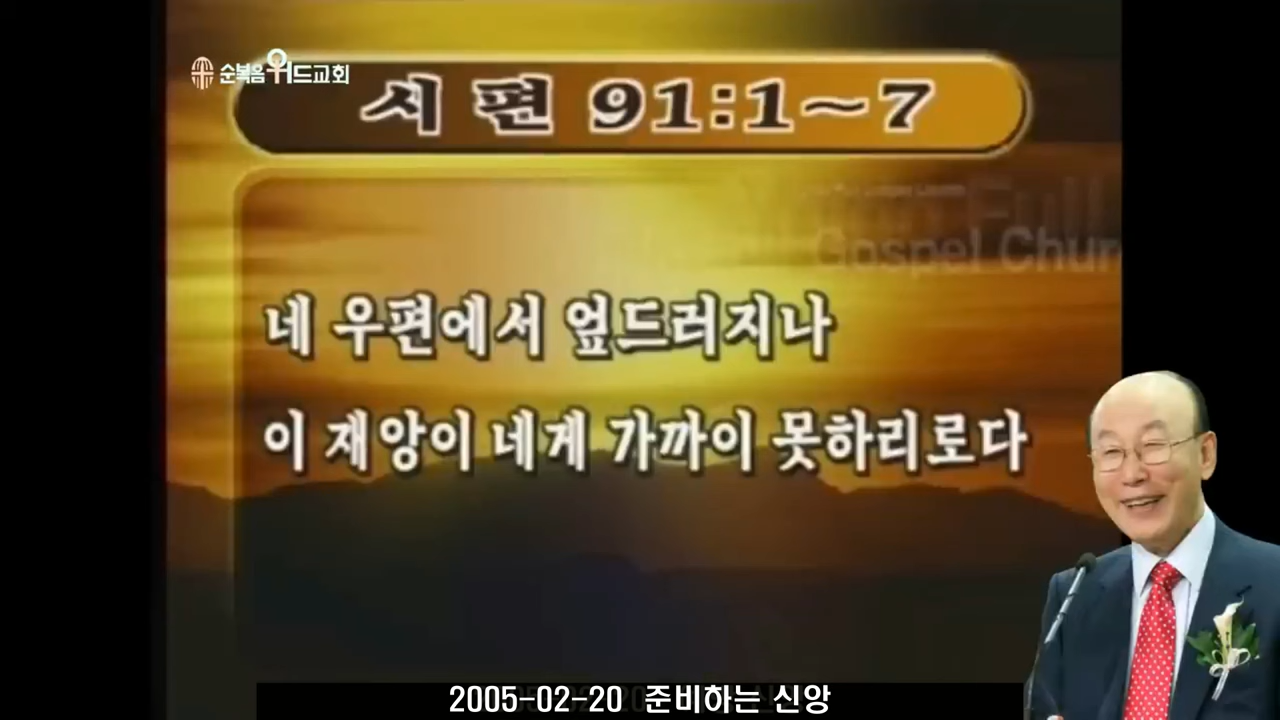 순복음워드교회
시 편 91:1~7
Full
Gospel Chur
네 우편에서 엎드러지나
이 재앙이 네게 가까이 못하리로다
2005-02-20 준비하는 신앙